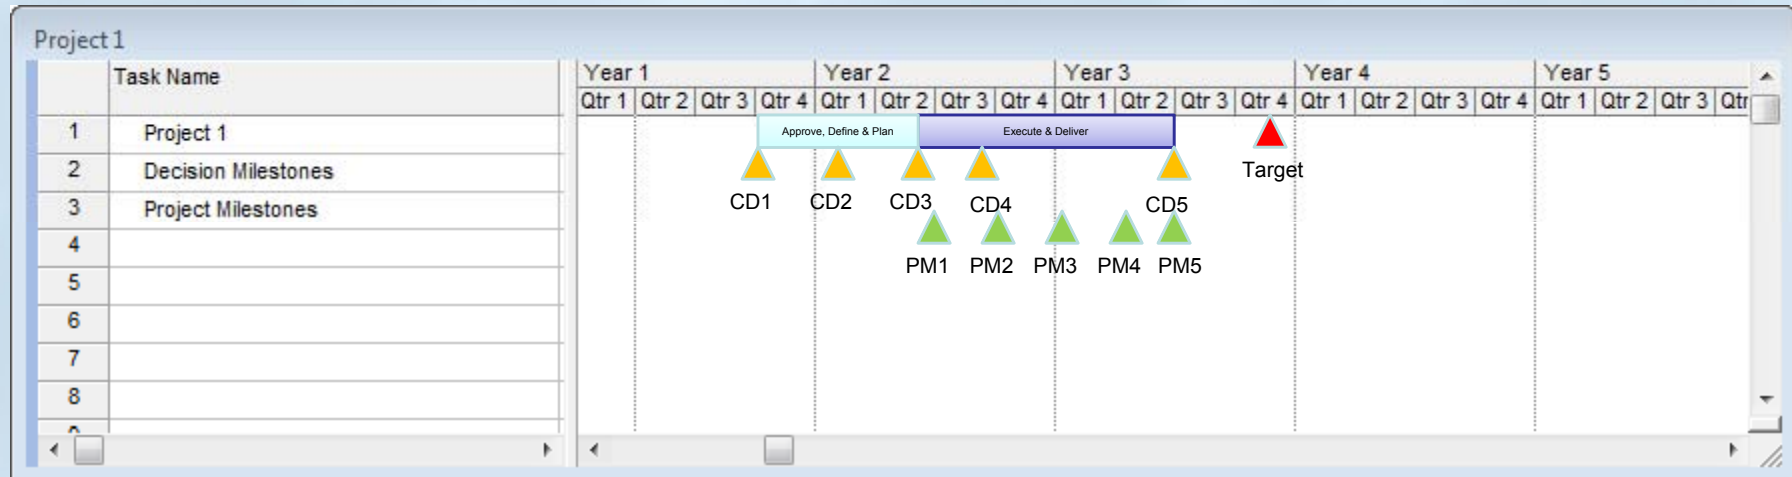 Project 1
Task Name
Year 1 Year 2 Year 3 Year 4 Year 5
Qtr 1 Qtr 2 Qtr 3 Qtr 4 Qtr 1 Qtr 2 Qtr 3 Qtr 4 Qtr 1 Qtr 2 Qtr 3 Qtr 4 Qtr 1 Qtr 2 Qtr 3 Qtr 4 Qtr 1 Qtr 2 Qtr 3 Qtr
1 Project 1 Approve, Define & Plan Execute & Deliver
Target
2 Decision Milestones
CD1 CD2 CD3 CD4 CD5
3 Project Milestones
4
PM1 PM2 PM3 PM4 PM5
5
6
7
8